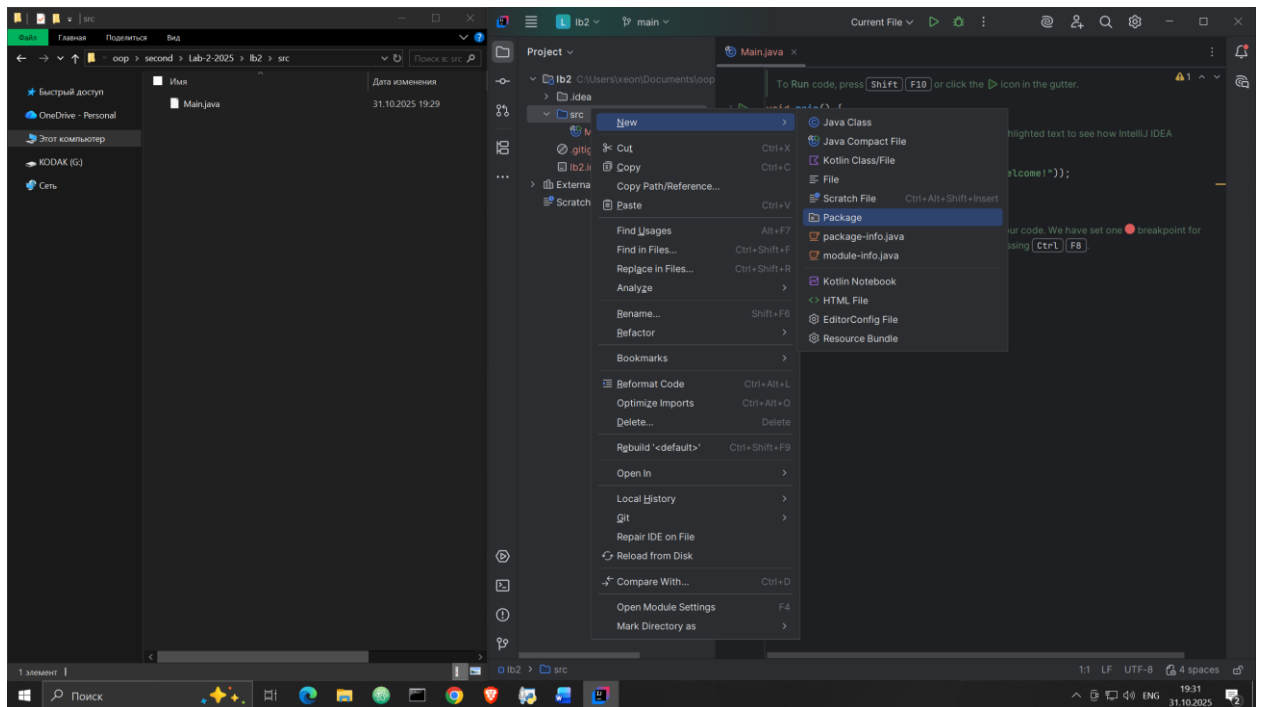 src
Файл Главная Поделиться Вид
oop > second > Lab-2-2025 > lb2 > src
Поиск в: src
Имя Дата изменения
Main.java 31.10.2025 19:29
Быстрый доступ
OneDrive - Personal
Этот компьютер
KODAK (G:)
Сеть
1 элемент
L lb2 main Current File
Project
Main.java
lb2 C:\Users\xeon\Documents\oop
.idea
src
M
.gitig
lb2.i
Externa
Scratch
To Run code, press Shift F10 or click the icon in the gutter.
1
void main() {
hlighted text to see how IntelliJ IDEA
elcome!"));
ur code. We have set one breakpoint for
ssing Ctrl F8 .
New
Cut Ctrl+X
Copy Ctrl+C
Copy Path/Reference...
Paste Ctrl+V
Find Usages Alt+F7
Find in Files... Ctrl+Shift+F
Replace in Files... Ctrl+Shift+R
Analyze
Rename... Shift+F6
Refactor
Bookmarks
Reformat Code Ctrl+Alt+L
Optimize Imports Ctrl+Alt+O
Delete... Delete
Rebuild '<default>' Ctrl+Shift+F9
Open In
Local History
Git
Repair IDE on File
Reload from Disk
Compare With... Ctrl+D
Open Module Settings F4
Mark Directory as
Java Class
Java Compact File
Kotlin Class/File
File
Scratch File Ctrl+Alt+Shift+Insert
Package
package-info.java
module-info.java
Kotlin Notebook
HTML File
EditorConfig File
Resource Bundle
lb2 > src
1:1 LF UTF-8 4 spaces
Поиск
ENG
19:31
31.10.2025
2